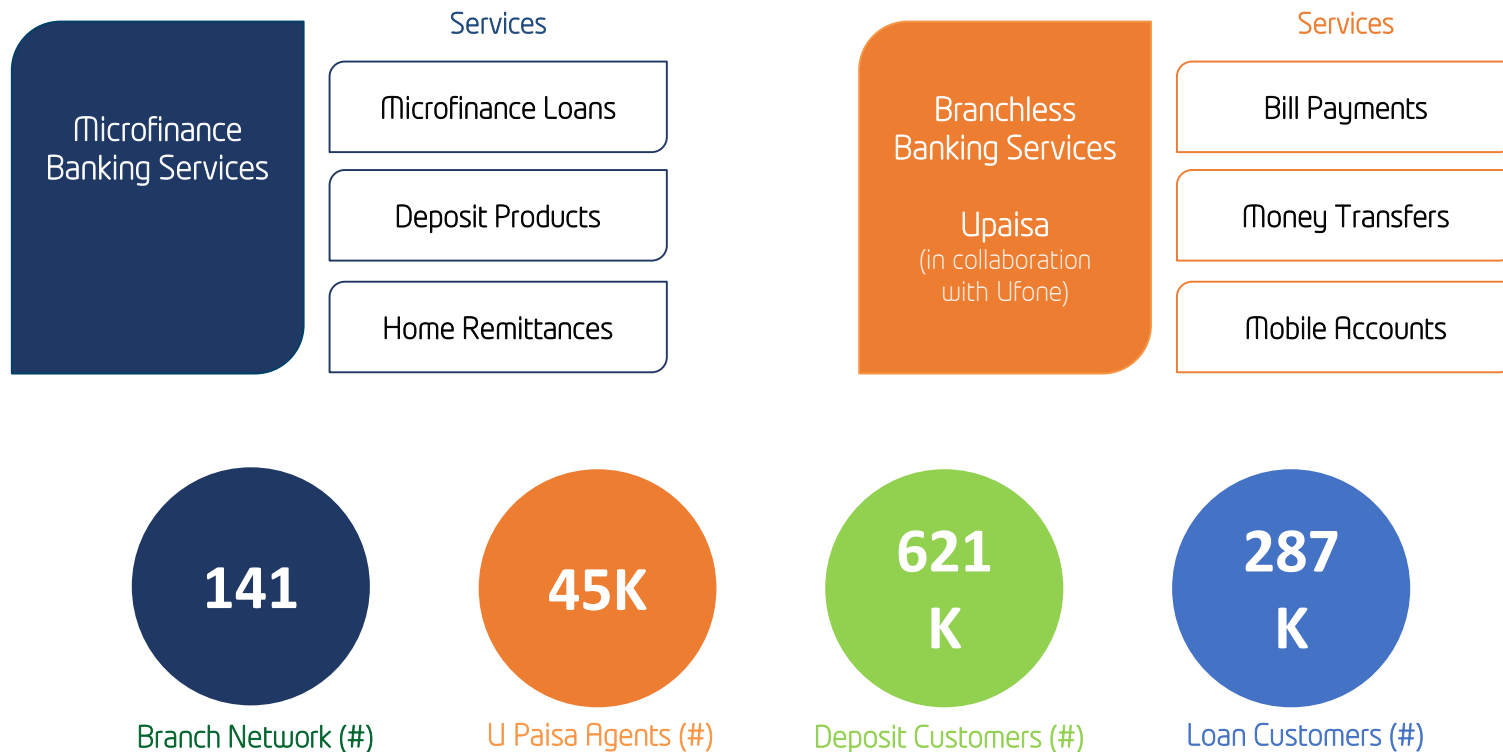 Microfinance
Banking Services
Services
Microfinance Loans
Deposit Products
Home Remittances
Branchless
Banking Services
Upaisa
(in collaboration
with Ufone)
Services
Bill Payments
Money Transfers
Mobile Accounts
141
Branch Network (#)
45K
U Paisa Agents (#)
621
K
Deposit Customers (#)
287
K
Loan Customers (#)